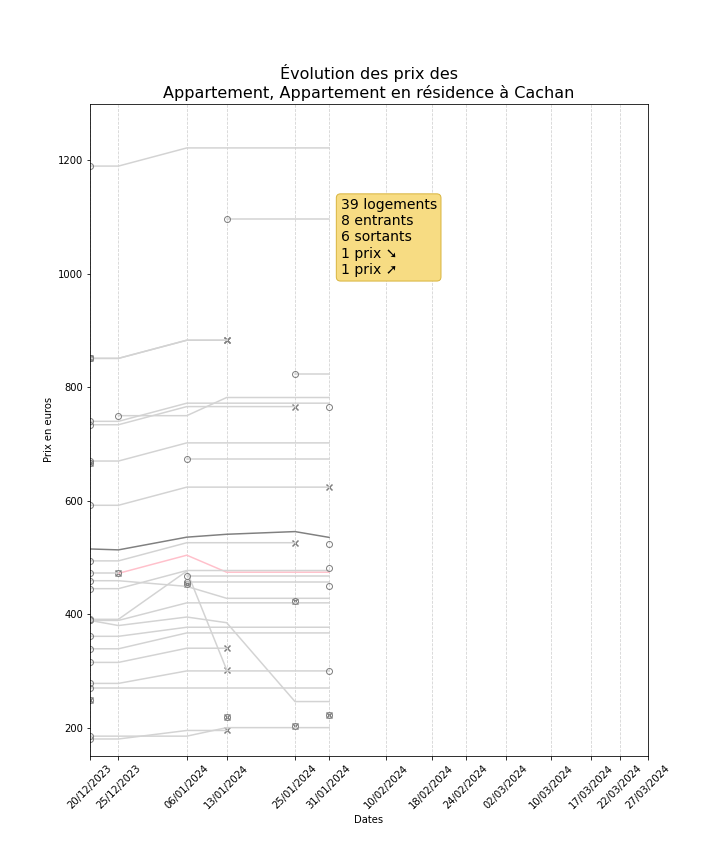 Évolution des prix des
Appartement, Appartement en résidence à Cachan
1200
1000
800
600
400
200
Prix en euros
39 logements
8 entrants
6 sortants
1 prix ➘
1 prix ➚
20/12/2023
25/12/2023
06/01/2024
13/01/2024
25/01/2024
31/01/2024
10/02/2024
18/02/2024
24/02/2024
02/03/2024
10/03/2024
17/03/2024
22/03/2024
27/03/2024
Dates